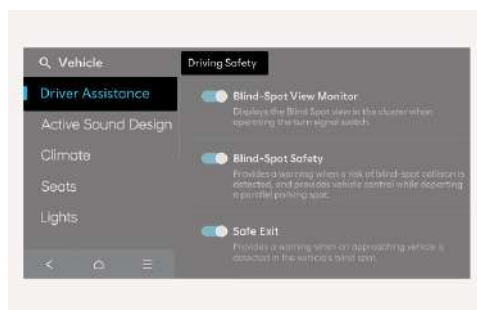 Vehicle
Driver Assistance
Active Sound Design
Climate
Seats
Lights
Driving Safety
Blind-Spot View Monitor
Displays the Blind Spot view in the cluster when
operating the turn signal switch.
Blind-Spot Safety
Provides a warning when a risk of blind-spot collision is
detected, and provides vehicle control while departing
a parallel parking spot.
Safe Exit
Provides a warning when an approaching vehicle is
detected in the vehicle's blind spot.